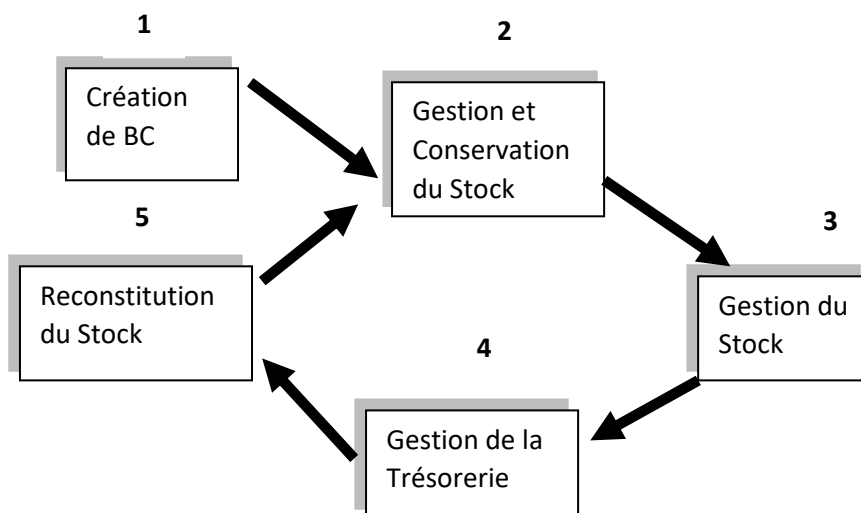 1
Création
de BC
2
Gestion et
Conservation
du Stock
3
Gestion du
Stock
4
Gestion de la
Trésorerie
5
Reconstitution
du Stock